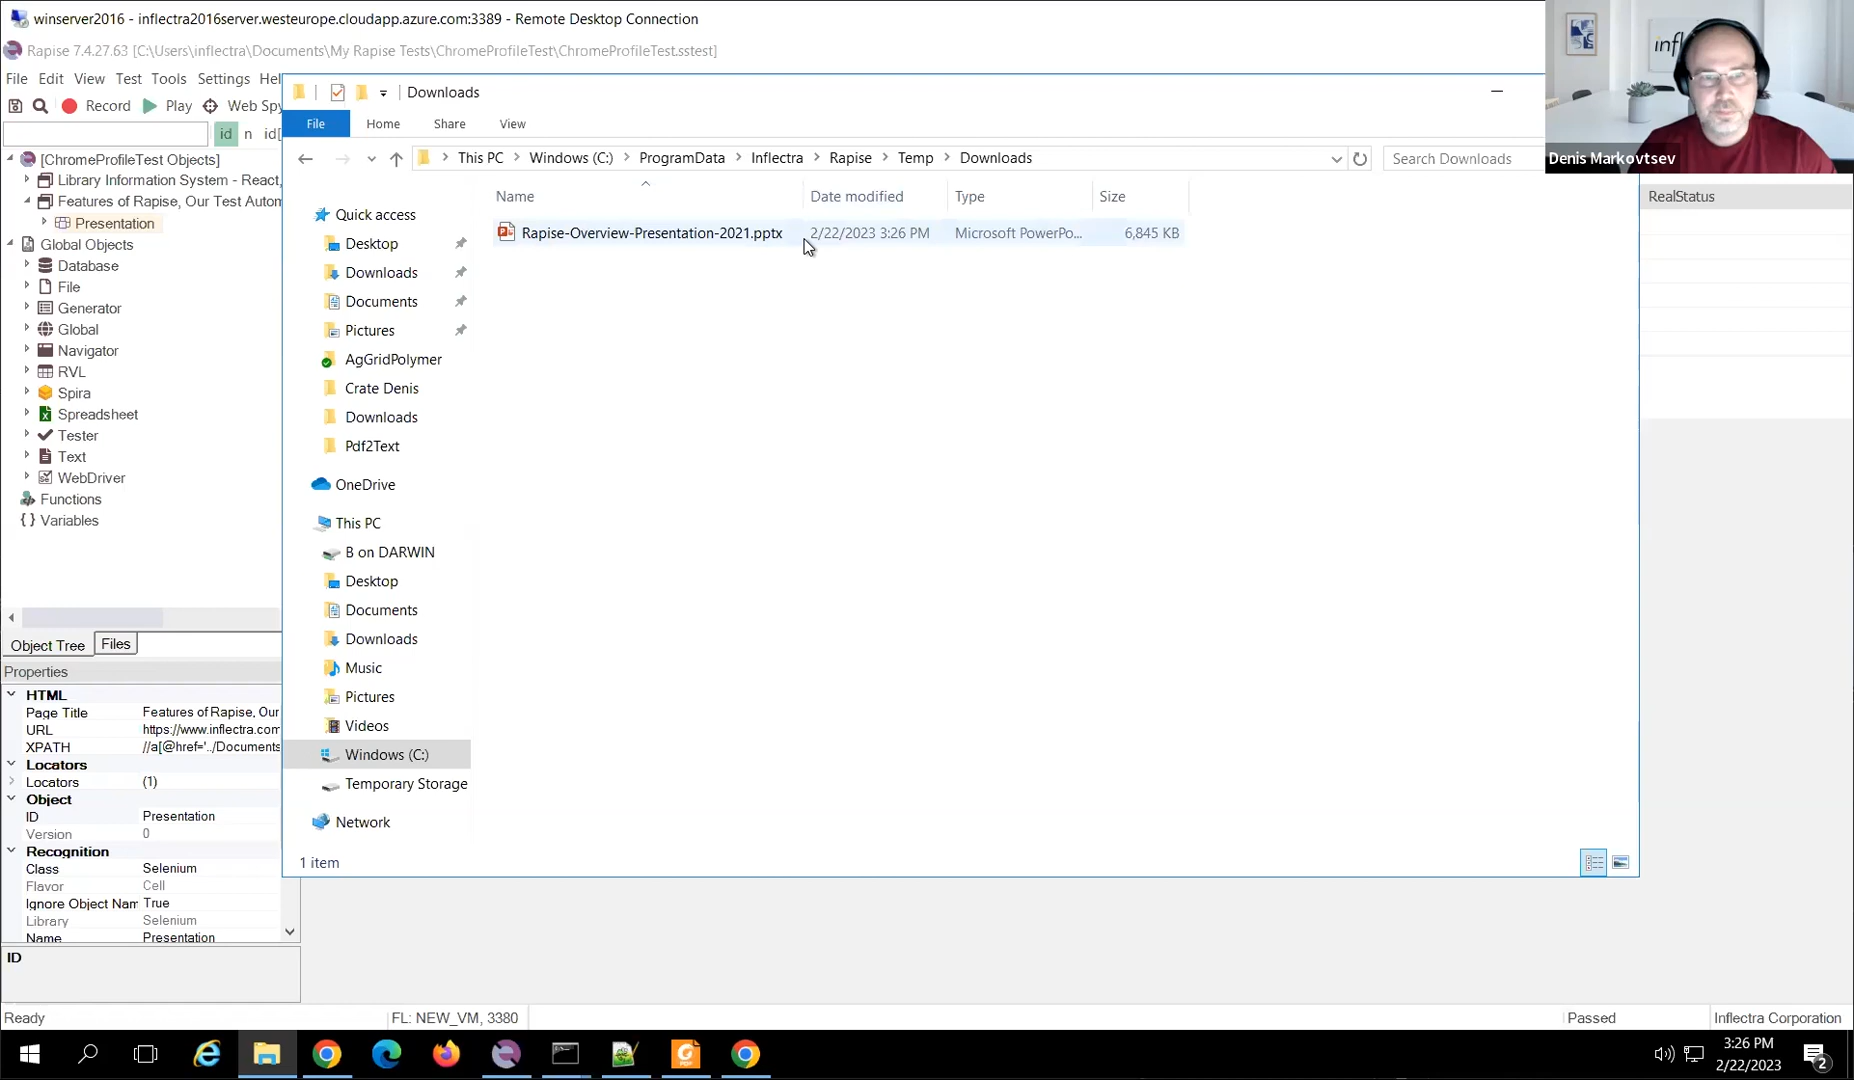 winserver2016 - inflectra2016server.westeurope.cloudapp.azure.com:3389 - Remote Desktop Connection
Rapise 7.4.27.63 [C:\Users\inflectra\Documents\My Rapise Tests\ChromeProfileTest\ChromeProfileTest.sstest]
File Edit View Test Tools Settings Hel
Record Play Web Spy
id n id[
[ChromeProfileTest Objects]
Library Information System - React,
Features of Rapise, Our Test Autom
Presentation
Global Objects
Database
File
Generator
Global
Navigator
RVL
Spira
Spreadsheet
Tester
Text
WebDriver
Functions
{} Variables
Object Tree Files
Properties
HTML
Page Title Features of Rapise, Our
URL https://www.inflectra.com
XPATH //a[@href='../Documents
Locators
Locators (1)
Object
ID Presentation
Version 0
Recognition
Class Selenium
Flavor Cell
Ignore Object Nam True
Library Selenium
Name Presentation
ID
Downloads
File Home Share View
This PC > Windows (C:) > ProgramData > Inflectra > Rapise > Temp > Downloads
Search Downloads
Name Date modified Type Size
Rapise-Overview-Presentation-2021.pptx 2/22/2023 3:26 PM Microsoft PowerPo... 6,845 KB
Quick access
Desktop
Downloads
Documents
Pictures
AgGridPolymer
Crate Denis
Downloads
Pdf2Text
OneDrive
This PC
B on DARWIN
Desktop
Documents
Downloads
Music
Pictures
Videos
Windows (C:)
Temporary Storage
Network
1 item
infl
Denis Markovtsev
RealStatus
Ready FL: NEW_VM, 3380 Passed Inflectra Corporation
3:26 PM
2/22/2023
2